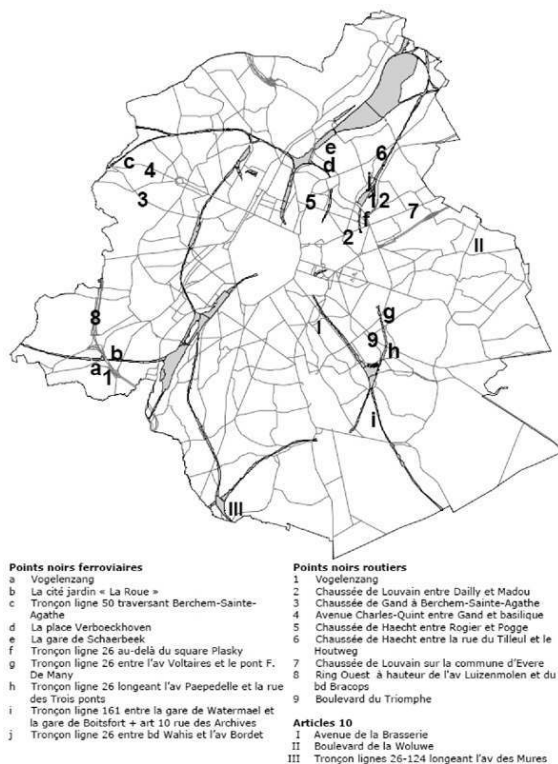 e
d
6
c
4
3
j
12
5
f
7
2
II
8
I
g
9
h
b
a
1
i
III
Points noirs ferroviaires
a Vogelenzang
b La cité jardin « La Roue »
c Tronçon ligne 50 traversant Berchem-Sainte-
Agathe
d La place Verboeckhoven
e La gare de Schaerbeek
f Tronçon ligne 26 au-delà du square Plasky
g Tronçon ligne 26 entre l'av Voltaires et le pont F.
De Many
h Tronçon ligne 26 longeant l'av Paepedelle et la rue
des Trois ponts
i Tronçon ligne 161 entre la gare de Watermael et
la gare de Boitsfort + art 10 rue des Archives
j Tronçon ligne 26 entre bd Wahis et l'av Bordet
Points noirs routiers
1 Vogelenzang
2 Chaussée de Louvain entre Dailly et Madou
3 Chaussée de Gand à Berchem-Sainte-Agathe
4 Avenue Charles-Quint entre Gand et basilique
5 Chaussée de Haecht entre Rogier et Pogge
6 Chaussée de Haecht entre la rue du Tilleul et le
Houtweg
7 Chaussée de Louvain sur la commune d'Evere
8 Ring Ouest à hauteur de l'av Luizenmolen et du
bd Bracops
9 Boulevard du Triomphe
Articles 10
I Avenue de la Brasserie
II Boulevard de la Woluwe
III Tronçon lignes 26-124 longeant l'av des Mures